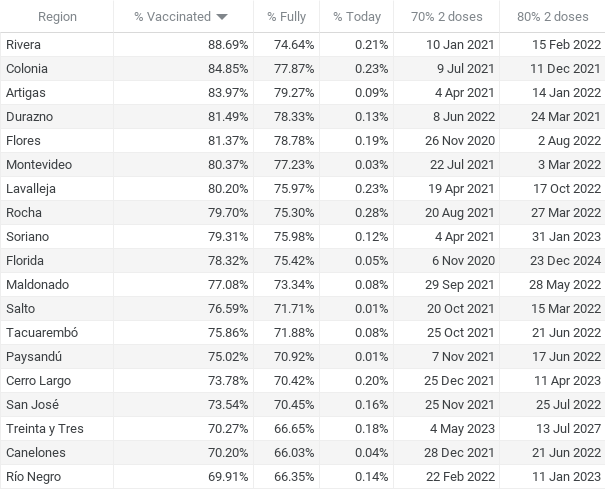 Region % Vaccinated % Fully % Today 70% 2 doses 80% 2 doses
Rivera 88.69% 74.64% 0.21% 10 Jan 2021 15 Feb 2022
Colonia 84.85% 77.87% 0.23% 9 Jul 2021 11 Dec 2021
Artigas 83.97% 79.27% 0.09% 4 Apr 2021 14 Jan 2022
Durazno 81.49% 78.33% 0.13% 8 Jun 2022 24 Mar 2021
Flores 81.37% 78.78% 0.19% 26 Nov 2020 2 Aug 2022
Montevideo 80.37% 77.23% 0.03% 22 Jul 2021 3 Mar 2022
Lavalleja 80.20% 75.97% 0.23% 19 Apr 2021 17 Oct 2022
Rocha 79.70% 75.30% 0.28% 20 Aug 2021 27 Mar 2022
Soriano 79.31% 75.98% 0.12% 4 Apr 2021 31 Jan 2023
Florida 78.32% 75.42% 0.05% 6 Nov 2020 23 Dec 2024
Maldonado 77.08% 73.34% 0.08% 29 Sep 2021 28 May 2022
Salto 76.59% 71.71% 0.01% 20 Oct 2021 15 Mar 2022
Tacuarembó 75.86% 71.88% 0.08% 25 Oct 2021 21 Jun 2022
Paysandú 75.02% 70.92% 0.01% 7 Nov 2021 17 Jun 2022
Cerro Largo 73.78% 70.42% 0.20% 25 Dec 2021 11 Apr 2023
San José 73.54% 70.45% 0.16% 25 Nov 2021 25 Jul 2022
Treinta y Tres 70.27% 66.65% 0.18% 4 May 2023 13 Jul 2027
Canelones 70.20% 66.03% 0.04% 28 Dec 2021 21 Jun 2022
Río Negro 69.91% 66.35% 0.14% 22 Feb 2022 11 Jan 2023